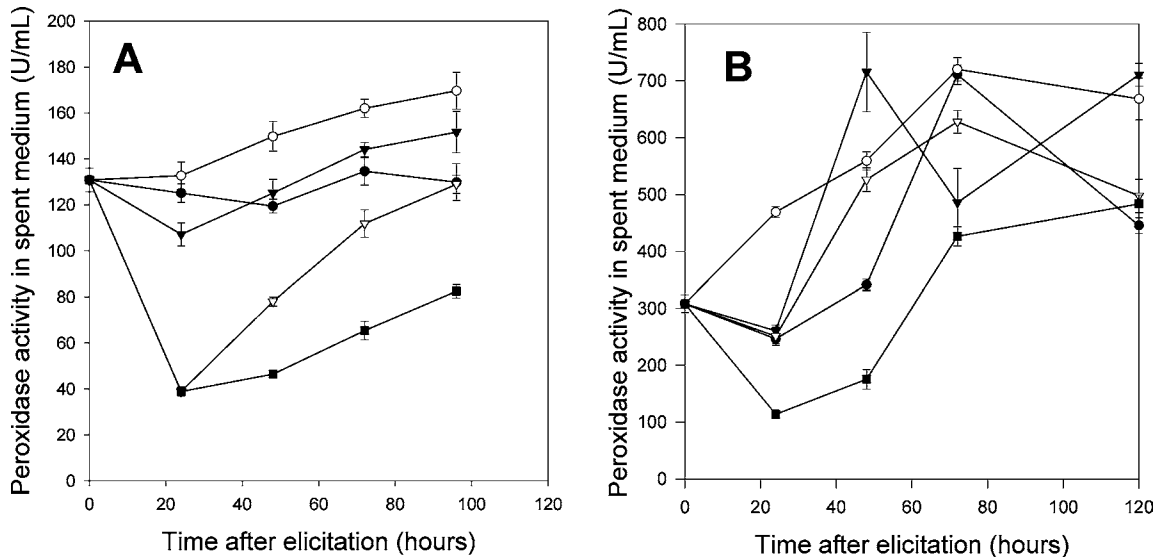 A
Peroxidase activity in spent medium (U/mL)
200
180
160
140
120
100
80
60
40
20
0
0 20 40 60 80 100 120
Time after elicitation (hours)
B
Peroxidase activity in spent medium (U/mL)
800
700
600
500
400
300
200
100
0
0 20 40 60 80 100 120
Time after elicitation (hours)